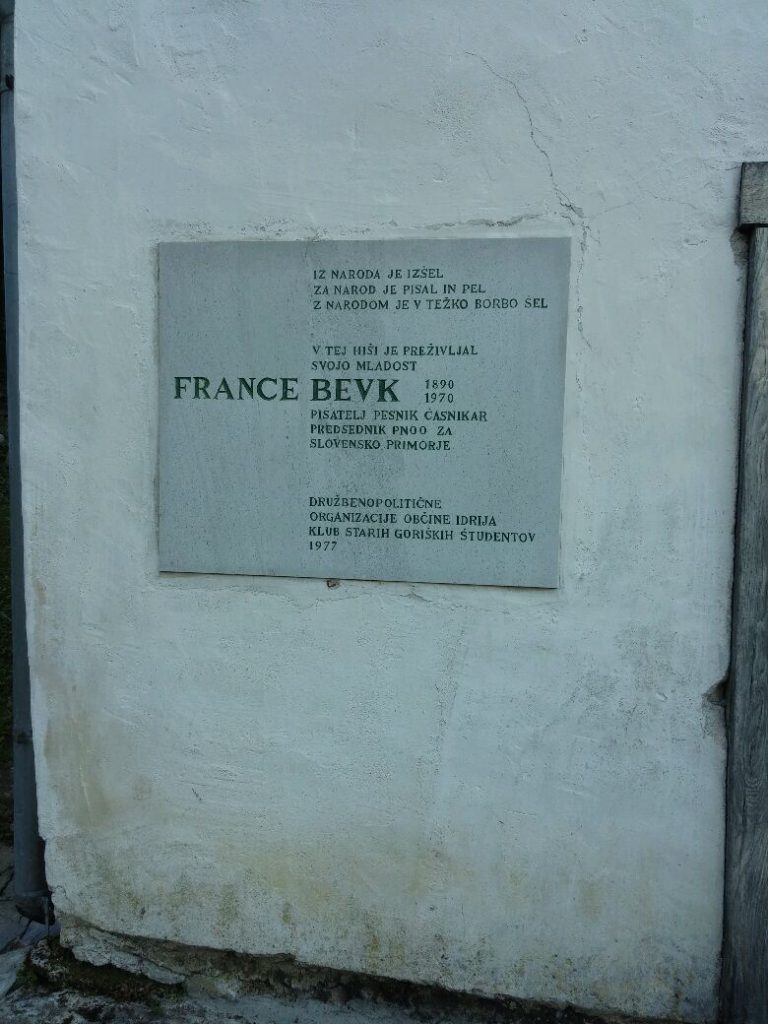 IZ NARODA JE IZŠEL
ZA NAROD JE PISAL IN PEL
Z NARODOM JE V TEŽKO BORBO ŠEL
V TEJ HIŠI JE PREŽIVLJAL
SVOJO MLADOST
FRANCE BEVK 1890
1970
PISATELJ PESNIK ČASNIKAR
PREDSEDNIK PNOO ZA
SLOVENSKO PRIMORJE
DRUŽBENOPOLITIČNE
ORGANIZACIJE OBČINE IDRIJA
KLUB STARIH GORIŠKIH ŠTUDENTOV
1977